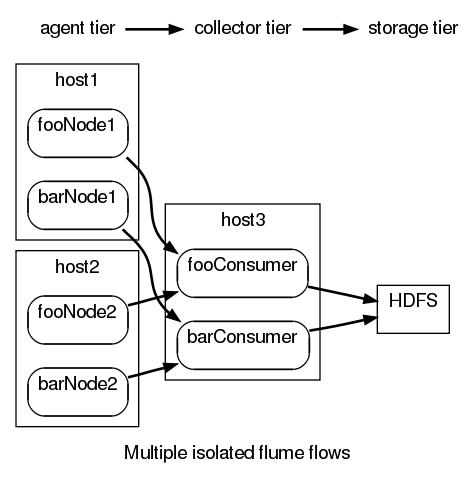 agent tier
collector tier
storage tier
host1
fooNode1
barNode1
host2
fooNode2
barNode2
host3
fooConsumer
barConsumer
HDFS
Multiple isolated flume flows